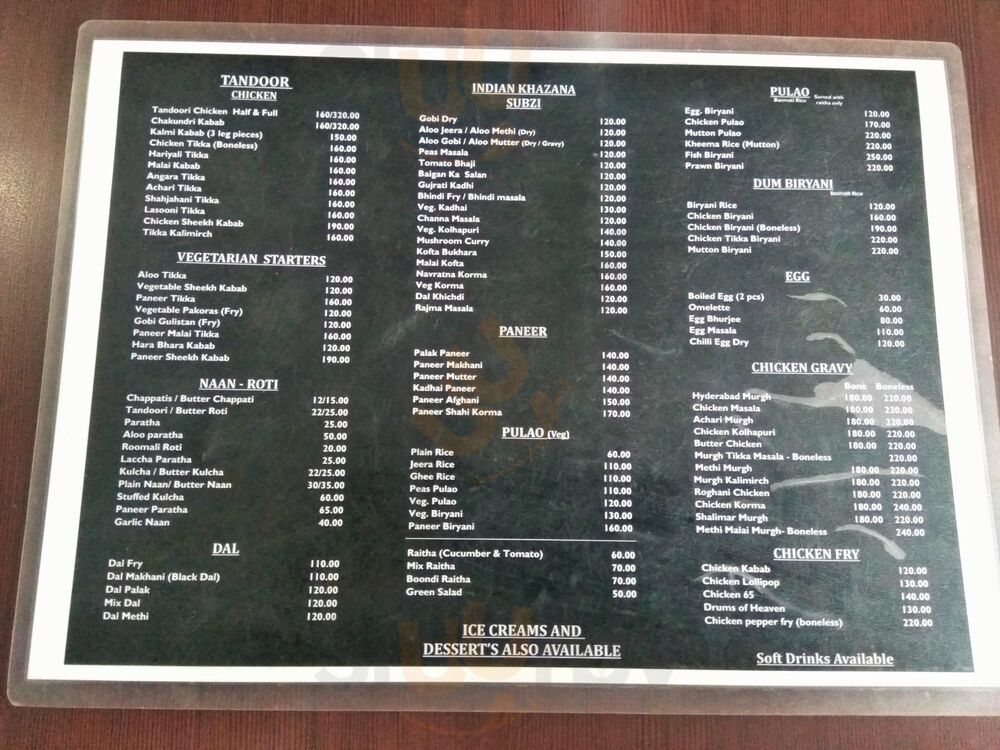 TANDOOR
CHICKEN
Tandoori Chicken Half & Full 160/320.00
Chakundri Kabab 160/320.00
Kalmi Kabab (3 leg pieces) 150.00
Chicken Tikka (Boneless) 160.00
Hariyali Tikka 160.00
Malai Kabab 160.00
Angara Tikka 160.00
Achari Tikka 160.00
Shahjahani Tikka 160.00
Lasooni Tikka 160.00
Chicken Sheekh Kabab 190.00
Tikka Kalimirch 160.00
VEGETARIAN STARTERS
Aloo Tikka 120.00
Vegetable Sheekh Kabab 120.00
Paneer Tikka 160.00
Vegetable Pakoras (Fry) 120.00
Gobi Gulistan (Fry) 120.00
Paneer Malai Tikka 160.00
Hara Bhara Kabab 120.00
Paneer Sheekh Kabab 190.00
NAAN - ROTI
Chappatis / Butter Chappati 12/15.00
Tandoori / Butter Roti 22/25.00
Paratha 25.00
Aloo paratha 50.00
Roomali Roti 20.00
Laccha Paratha 25.00
Kulcha / Butter Kulcha 22/25.00
Plain Naan/ Butter Naan 30/35.00
Stuffed Kulcha 60.00
Paneer Paratha 65.00
Garlic Naan 40.00
DAL
Dal Fry 110.00
Dal Makhani (Black Dal) 110.00
Dal Palak 120.00
Mix Dal 120.00
Dal Methi 120.00
INDIAN KHAZANA
SUBZI
Gobi Dry 120.00
Aloo Jeera / Aloo Methi (Dry) 120.00
Aloo Gobi / Aloo Mutter (Dry / Gravy) 120.00
Peas Masala 120.00
Tomato Bhaji 120.00
Baigan Ka Salan 120.00
Gujrati Kadhi 120.00
Bhindi Fry / Bhindi masala 120.00
Veg. Kadhai 130.00
Channa Masala 120.00
Veg. Kolhapuri 140.00
Mushroom Curry 140.00
Kofta Bukhara 150.00
Malai Kofta 160.00
Navratna Korma 160.00
Veg Korma 160.00
Dal Khichdi 120.00
Rajma Masala 120.00
PANEER
Palak Paneer 140.00
Paneer Makhani 140.00
Paneer Mutter 140.00
Kadhai Paneer 140.00
Paneer Afghani 150.00
Paneer Shahi Korma 170.00
PULAO (Veg)
Plain Rice 60.00
Jeera Rice 110.00
Ghee Rice 110.00
Peas Pulao 110.00
Veg. Pulao 120.00
Veg. Biryani 130.00
Paneer Biryani 160.00
Raitha (Cucumber & Tomato) 60.00
Mix Raitha 70.00
Boondi Raitha 70.00
Green Salad 50.00
ICE CREAMS AND
DESSERT'S ALSO AVAILABLE
PULAO Served with
Basmati Rice raitha only
Egg. Biryani 120.00
Chicken Pulao 170.00
Mutton Pulao 220.00
Kheema Rice (Mutton) 220.00
Fish Biryani 250.00
Prawn Biryani 220.00
DUM BIRYANI
Basmati Rice
Biryani Rice 120.00
Chicken Biryani 160.00
Chicken Biryani (Boneless) 190.00
Chicken Tikka Biryani 220.00
Mutton Biryani 220.00
EGG
Boiled Egg (2 pcs) 30.00
Omelette 60.00
Egg Bhurjee 80.00
Egg Masala 110.00
Chilli Egg Dry 120.00
CHICKEN GRAVY
Bone Boneless
Hyderabad Murgh 180.00 220.00
Chicken Masala 180.00 220.00
Achari Murgh 180.00 220.00
Chicken Kolhapuri 180.00 220.00
Butter Chicken 180.00 220.00
Murgh Tikka Masala - Boneless 220.00
Methi Murgh 180.00 220.00
Murgh Kalimirch 180.00 220.00
Roghani Chicken 180.00 220.00
Chicken Korma 180.00 240.00
Shalimar Murgh 180.00 220.00
Methi Malai Murgh- Boneless 240.00
CHICKEN FRY
Chicken Kabab 120.00
Chicken Lollipop 130.00
Chicken 65 140.00
Drums of Heaven 130.00
Chicken pepper fry (boneless) 220.00
Soft Drinks Available